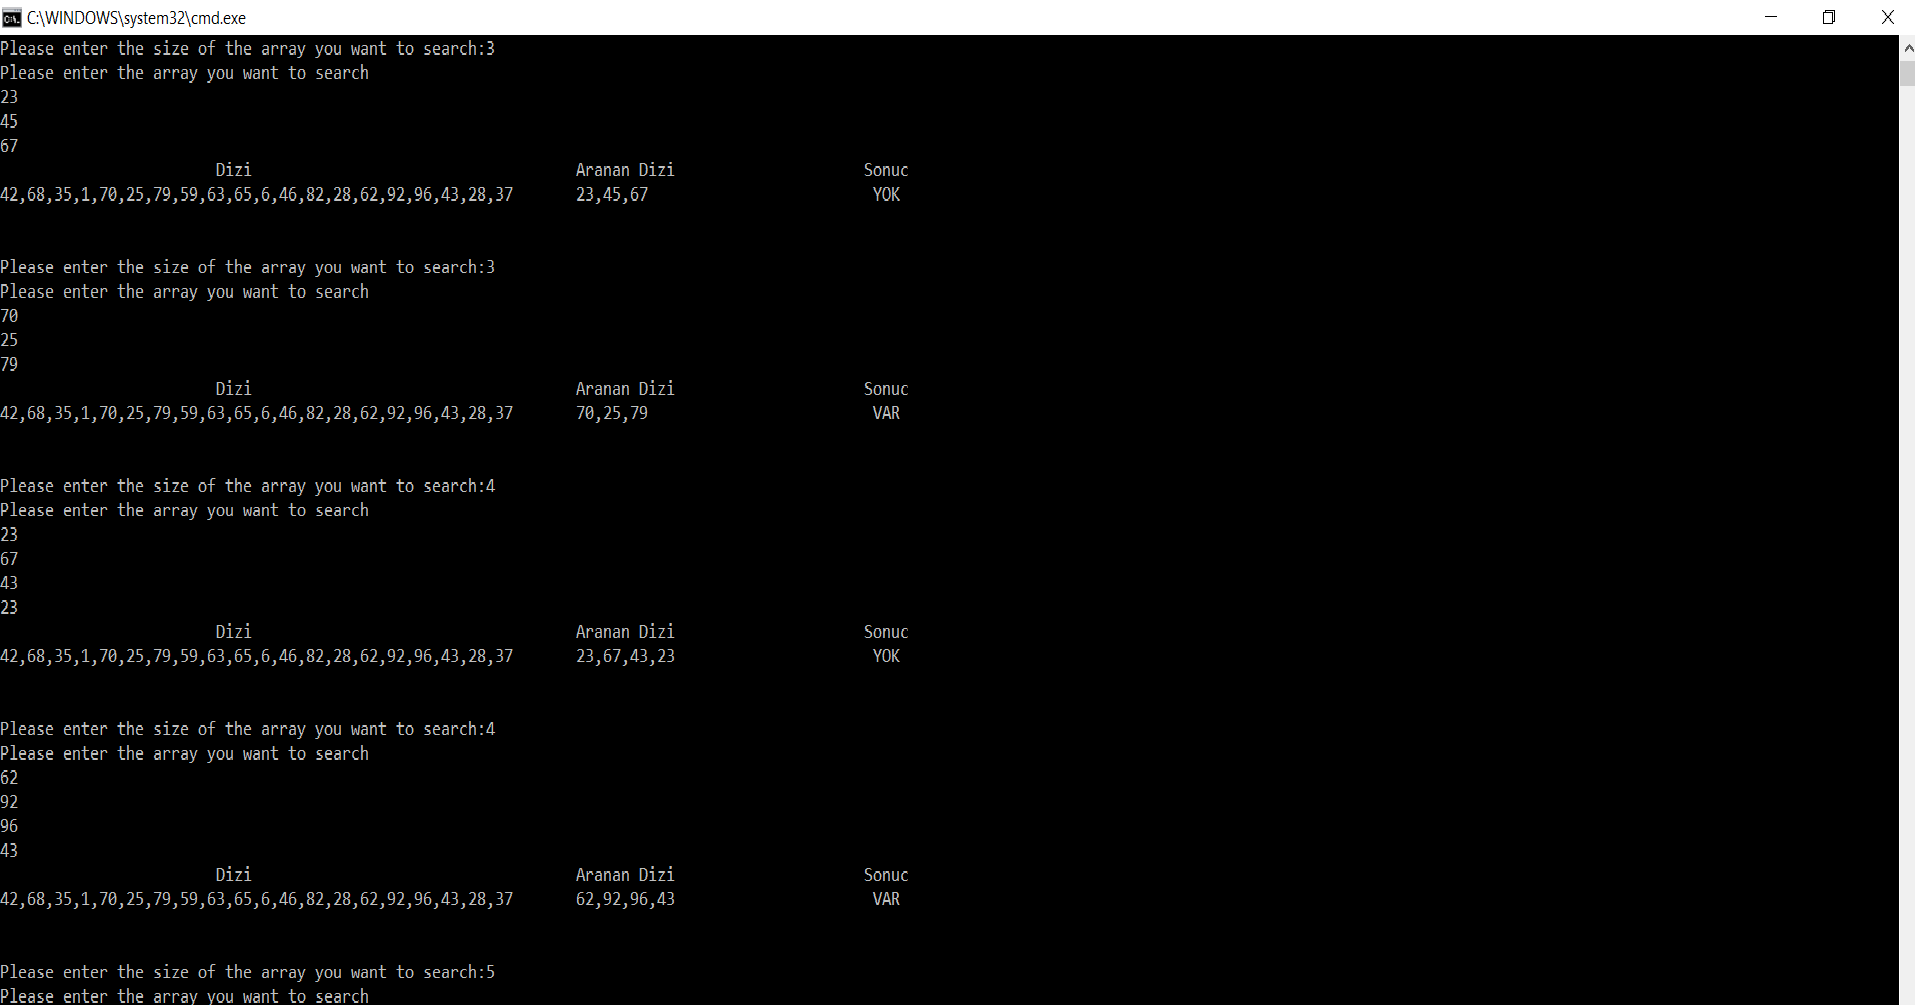 C:\WINDOWS\system32\cmd.exe
Please enter the size of the array you want to search:3
Please enter the array you want to search
23
45
67
Dizi Aranan Dizi Sonuc
42,68,35,1,70,25,79,59,63,65,6,46,82,28,62,92,96,43,28,37 23,45,67 YOK
Please enter the size of the array you want to search:3
Please enter the array you want to search
70
25
79
Dizi Aranan Dizi Sonuc
42,68,35,1,70,25,79,59,63,65,6,46,82,28,62,92,96,43,28,37 70,25,79 VAR
Please enter the size of the array you want to search:4
Please enter the array you want to search
23
67
43
23
Dizi Aranan Dizi Sonuc
42,68,35,1,70,25,79,59,63,65,6,46,82,28,62,92,96,43,28,37 23,67,43,23 YOK
Please enter the size of the array you want to search:4
Please enter the array you want to search
62
92
96
43
Dizi Aranan Dizi Sonuc
42,68,35,1,70,25,79,59,63,65,6,46,82,28,62,92,96,43,28,37 62,92,96,43 VAR
Please enter the size of the array you want to search:5
Please enter the array you want to search